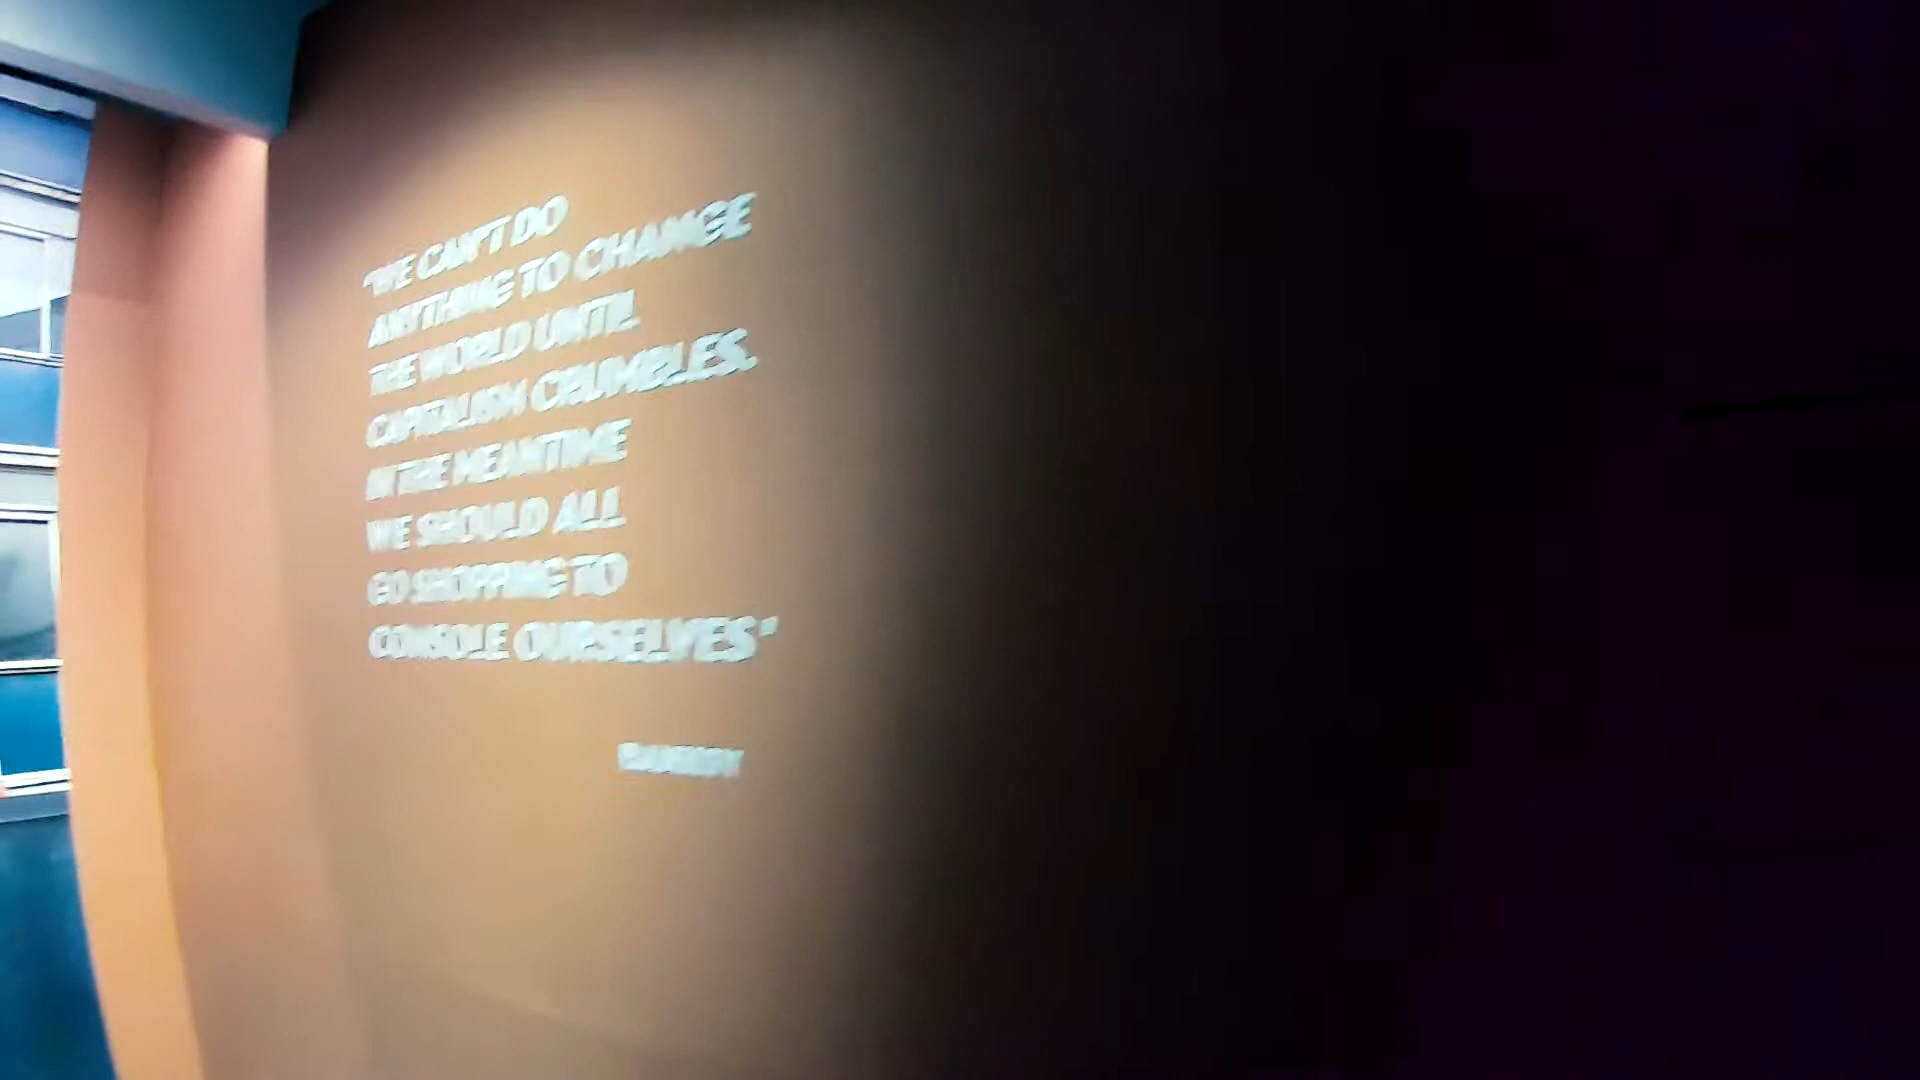 "WE CAN'T DO
ANYTHING TO CHANGE
THE WORLD UNTIL
CAPITALISM CRUMBLES.
IN THE MEANTIME
WE SHOULD ALL
GO SHOPPING TO
CONSOLE OURSELVES"